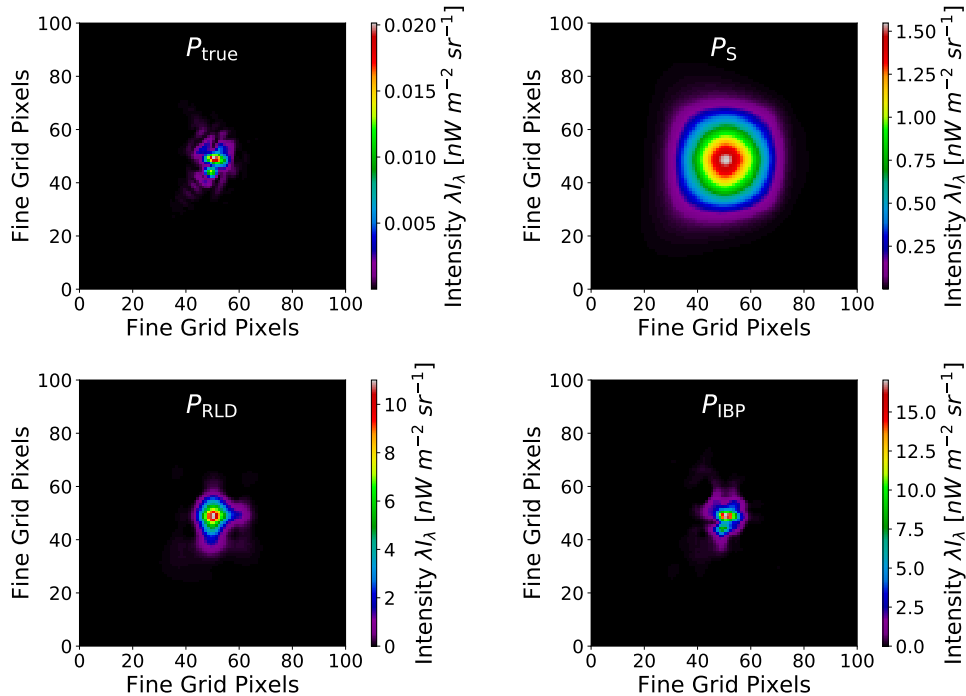 P_true
100
80
60
40
20
0
0 20 40 60 80 100
Fine Grid Pixels
Fine Grid Pixels
0.020
0.015
0.010
0.005
Intensity λI_λ [nW m⁻² sr⁻¹]
P_S
100
80
60
40
20
0
0 20 40 60 80 100
Fine Grid Pixels
Fine Grid Pixels
1.50
1.25
1.00
0.75
0.50
0.25
Intensity λI_λ [nW m⁻² sr⁻¹]
P_RLD
100
80
60
40
20
0
0 20 40 60 80 100
Fine Grid Pixels
Fine Grid Pixels
10
8
6
4
2
0
Intensity λI_λ [nW m⁻² sr⁻¹]
P_IBP
100
80
60
40
20
0
0 20 40 60 80 100
Fine Grid Pixels
Fine Grid Pixels
15.0
12.5
10.0
7.5
5.0
2.5
0.0
Intensity λI_λ [nW m⁻² sr⁻¹]